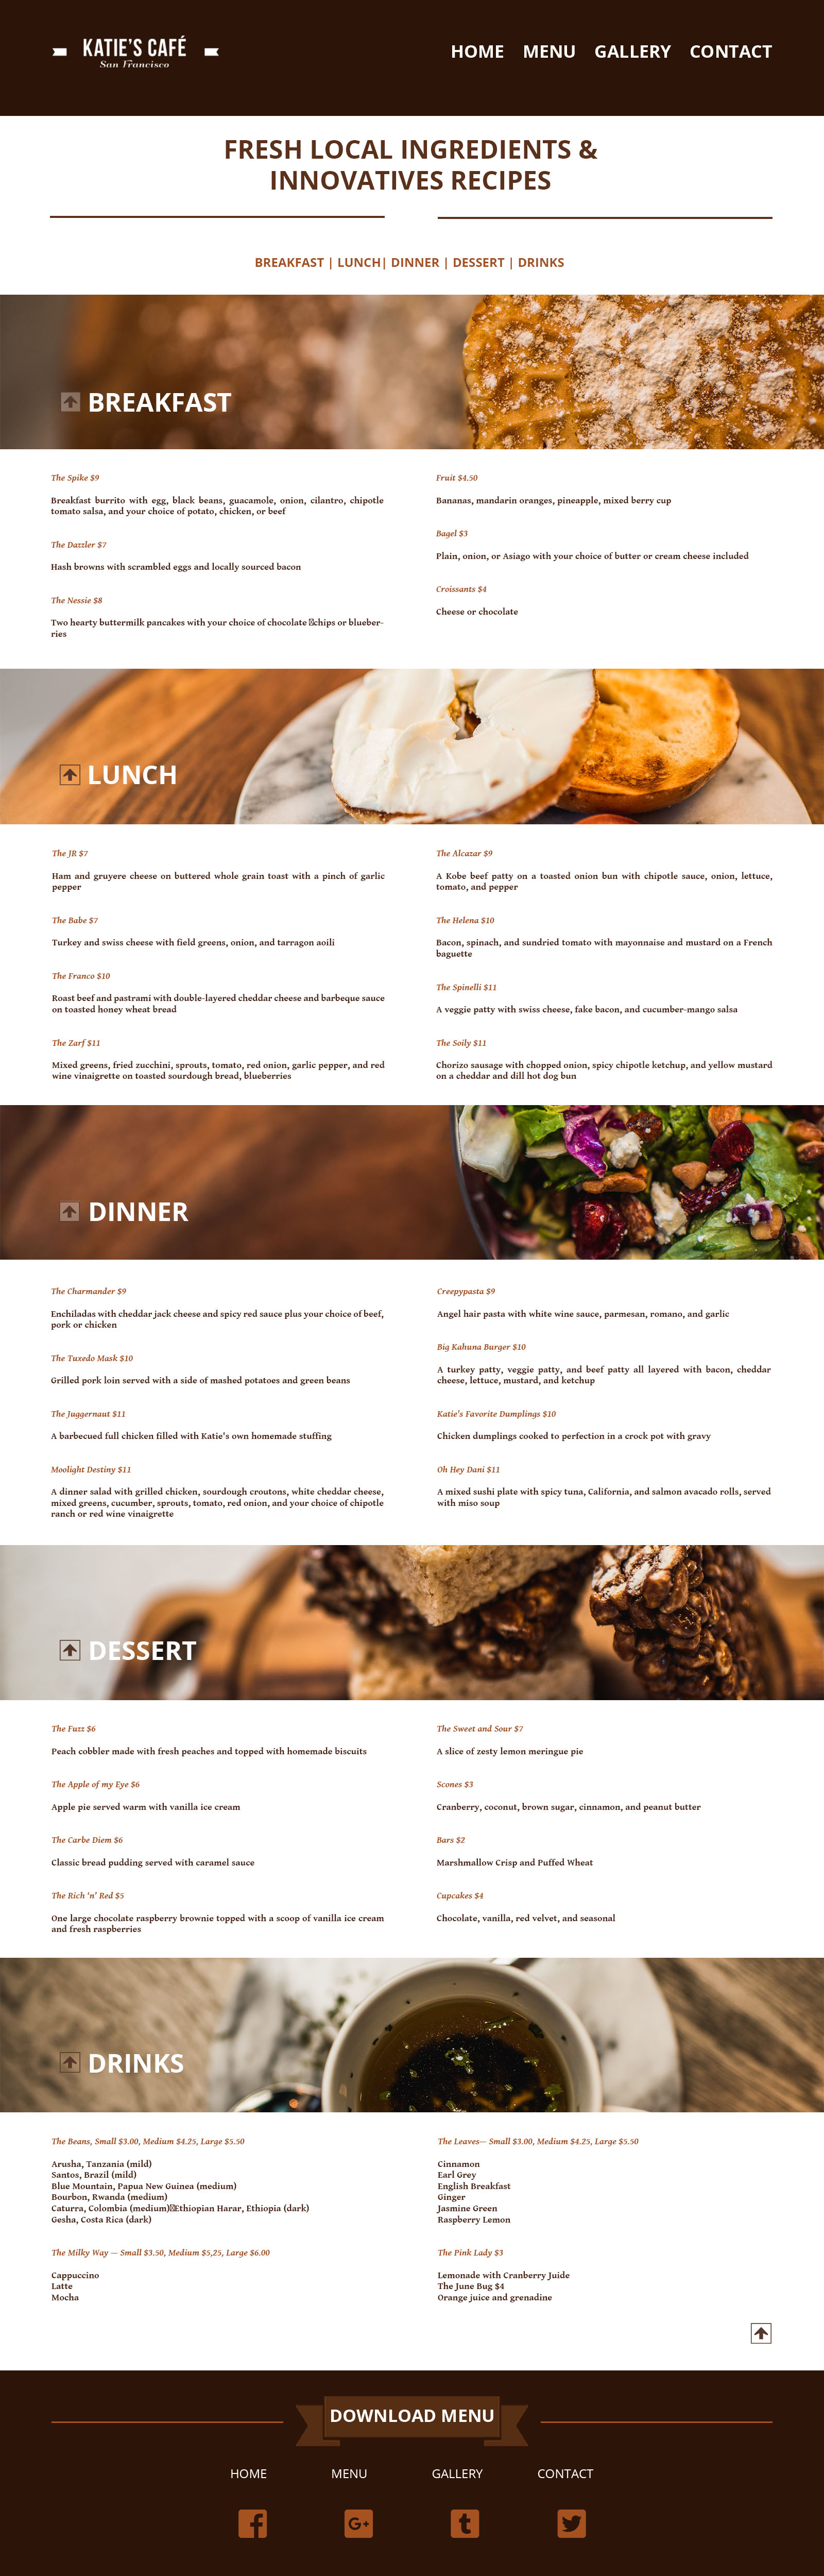 KATIE'S CAFÉ
San Francisco
HOME MENU GALLERY CONTACT
FRESH LOCAL INGREDIENTS &
INNOVATIVES RECIPES
BREAKFAST | LUNCH| DINNER | DESSERT | DRINKS
BREAKFAST
The Spike $9
Breakfast burrito with egg, black beans, guacamole, onion, cilantro, chipotle
tomato salsa, and your choice of potato, chicken, or beef
The Dazzler $7
Hash browns with scrambled eggs and locally sourced bacon
The Nessie $8
Two hearty buttermilk pancakes with your choice of chocolate chips or blueber-
ries
Fruit $4.50
Bananas, mandarin oranges, pineapple, mixed berry cup
Bagel $3
Plain, onion, or Asiago with your choice of butter or cream cheese included
Croissants $4
Cheese or chocolate
LUNCH
The JR $7
Ham and gruyere cheese on buttered whole grain toast with a pinch of garlic
pepper
The Babe $7
Turkey and swiss cheese with field greens, onion, and tarragon aoili
The Franco $10
Roast beef and pastrami with double-layered cheddar cheese and barbeque sauce
on toasted honey wheat bread
The Zarf $11
Mixed greens, fried zucchini, sprouts, tomato, red onion, garlic pepper, and red
wine vinaigrette on toasted sourdough bread, blueberries
The Alcazar $9
A Kobe beef patty on a toasted onion bun with chipotle sauce, onion, lettuce,
tomato, and pepper
The Helena $10
Bacon, spinach, and sundried tomato with mayonnaise and mustard on a French
baguette
The Spinelli $11
A veggie patty with swiss cheese, fake bacon, and cucumber-mango salsa
The Soily $11
Chorizo sausage with chopped onion, spicy chipotle ketchup, and yellow mustard
on a cheddar and dill hot dog bun
DINNER
The Charmander $9
Enchiladas with cheddar jack cheese and spicy red sauce plus your choice of beef,
pork or chicken
The Tuxedo Mask $10
Grilled pork loin served with a side of mashed potatoes and green beans
The Juggernaut $11
A barbecued full chicken filled with Katie's own homemade stuffing
Moolight Destiny $11
A dinner salad with grilled chicken, sourdough croutons, white cheddar cheese,
mixed greens, cucumber, sprouts, tomato, red onion, and your choice of chipotle
ranch or red wine vinaigrette
Creepypasta $9
Angel hair pasta with white wine sauce, parmesan, romano, and garlic
Big Kahuna Burger $10
A turkey patty, veggie patty, and beef patty all layered with bacon, cheddar
cheese, lettuce, mustard, and ketchup
Katie's Favorite Dumplings $10
Chicken dumplings cooked to perfection in a crock pot with gravy
Oh Hey Dani $11
A mixed sushi plate with spicy tuna, California, and salmon avacado rolls, served
with miso soup
DESSERT
The Fuzz $6
Peach cobbler made with fresh peaches and topped with homemade biscuits
The Apple of my Eye $6
Apple pie served warm with vanilla ice cream
The Carbe Diem $6
Classic bread pudding served with caramel sauce
The Rich 'n' Red $5
One large chocolate raspberry brownie topped with a scoop of vanilla ice cream
and fresh raspberries
The Sweet and Sour $7
A slice of zesty lemon meringue pie
Scones $3
Cranberry, coconut, brown sugar, cinnamon, and peanut butter
Bars $2
Marshmallow Crisp and Puffed Wheat
Cupcakes $4
Chocolate, vanilla, red velvet, and seasonal
DRINKS
The Beans, Small $3.00, Medium $4.25, Large $5.50
Arusha, Tanzania (mild)
Santos, Brazil (mild)
Blue Mountain, Papua New Guinea (medium)
Bourbon, Rwanda (medium)
Caturra, Colombia (medium)Ethiopian Harar, Ethiopia (dark)
Gesha, Costa Rica (dark)
The Milky Way — Small $3.50, Medium $5,25, Large $6.00
Cappuccino
Latte
Mocha
The Leaves— Small $3.00, Medium $4.25, Large $5.50
Cinnamon
Earl Grey
English Breakfast
Ginger
Jasmine Green
Raspberry Lemon
The Pink Lady $3
Lemonade with Cranberry Juide
The June Bug $4
Orange juice and grenadine
DOWNLOAD MENU
HOME MENU GALLERY CONTACT